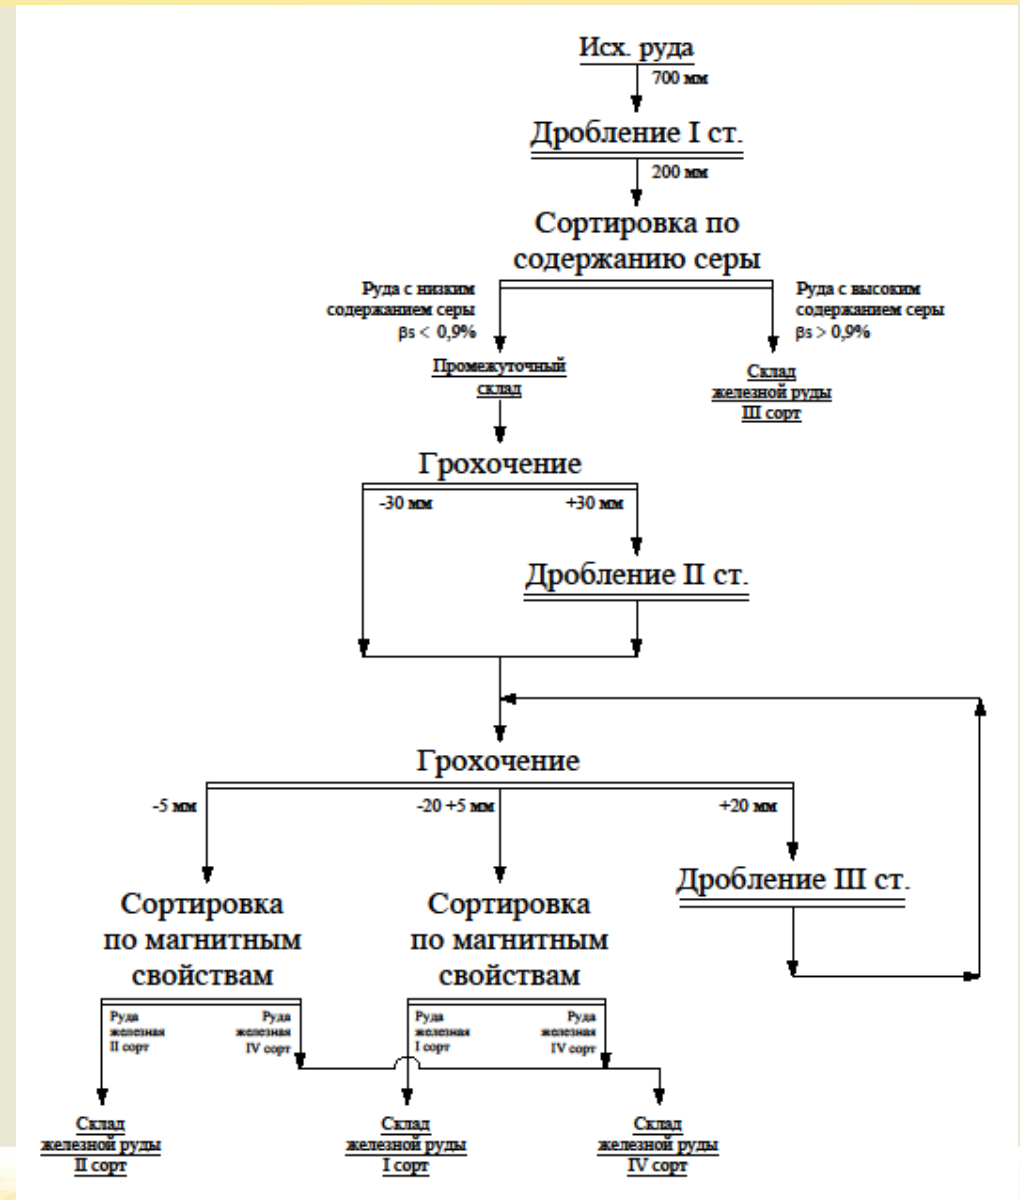 Исх. руда
700 мм
Дробление I ст.
200 мм
Сортировка по
содержанию серы
Руда с низким
содержанием серы
βs < 0,9%
Руда с высоким
содержанием серы
βs > 0,9%
Промежуточный
склад
Склад
железной руды
III сорт
Грохочение
-30 мм
+30 мм
Дробление II ст.
Грохочение
-5 мм
-20 +5 мм
+20 мм
Дробление III ст.
Сортировка
по магнитным
свойствам
Сортировка
по магнитным
свойствам
Руда
железная
II сорт
Руда
железная
IV сорт
Руда
железная
I сорт
Руда
железная
IV сорт
Склад
железной руды
II сорт
Склад
железной руды
I сорт
Склад
железной руды
IV сорт